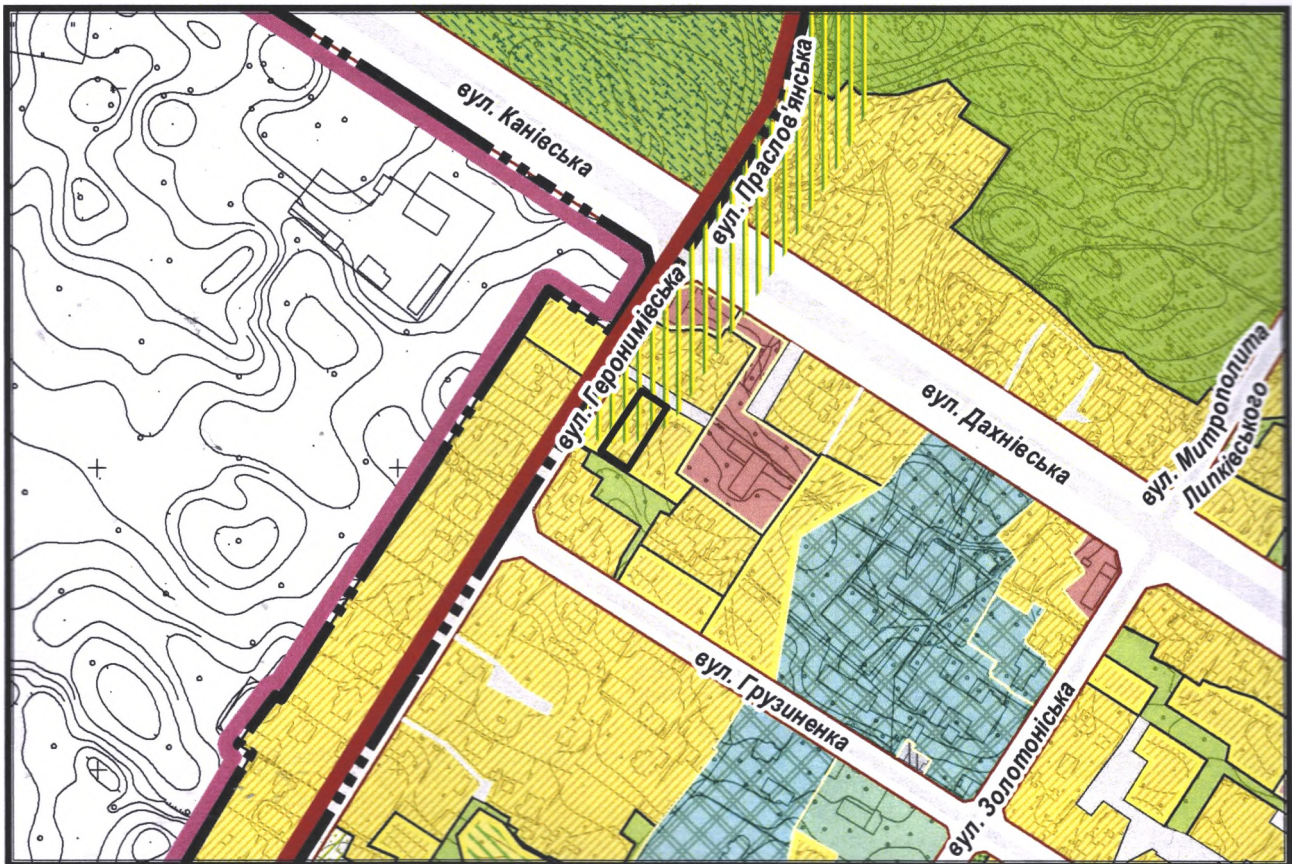 вул. Канівська
вул. Праслов'янська
вул. Геронимівська
вул. Дахнівська
вул. Митрополита
Липківського
вул. Грузиненка
вул. Золотоніська